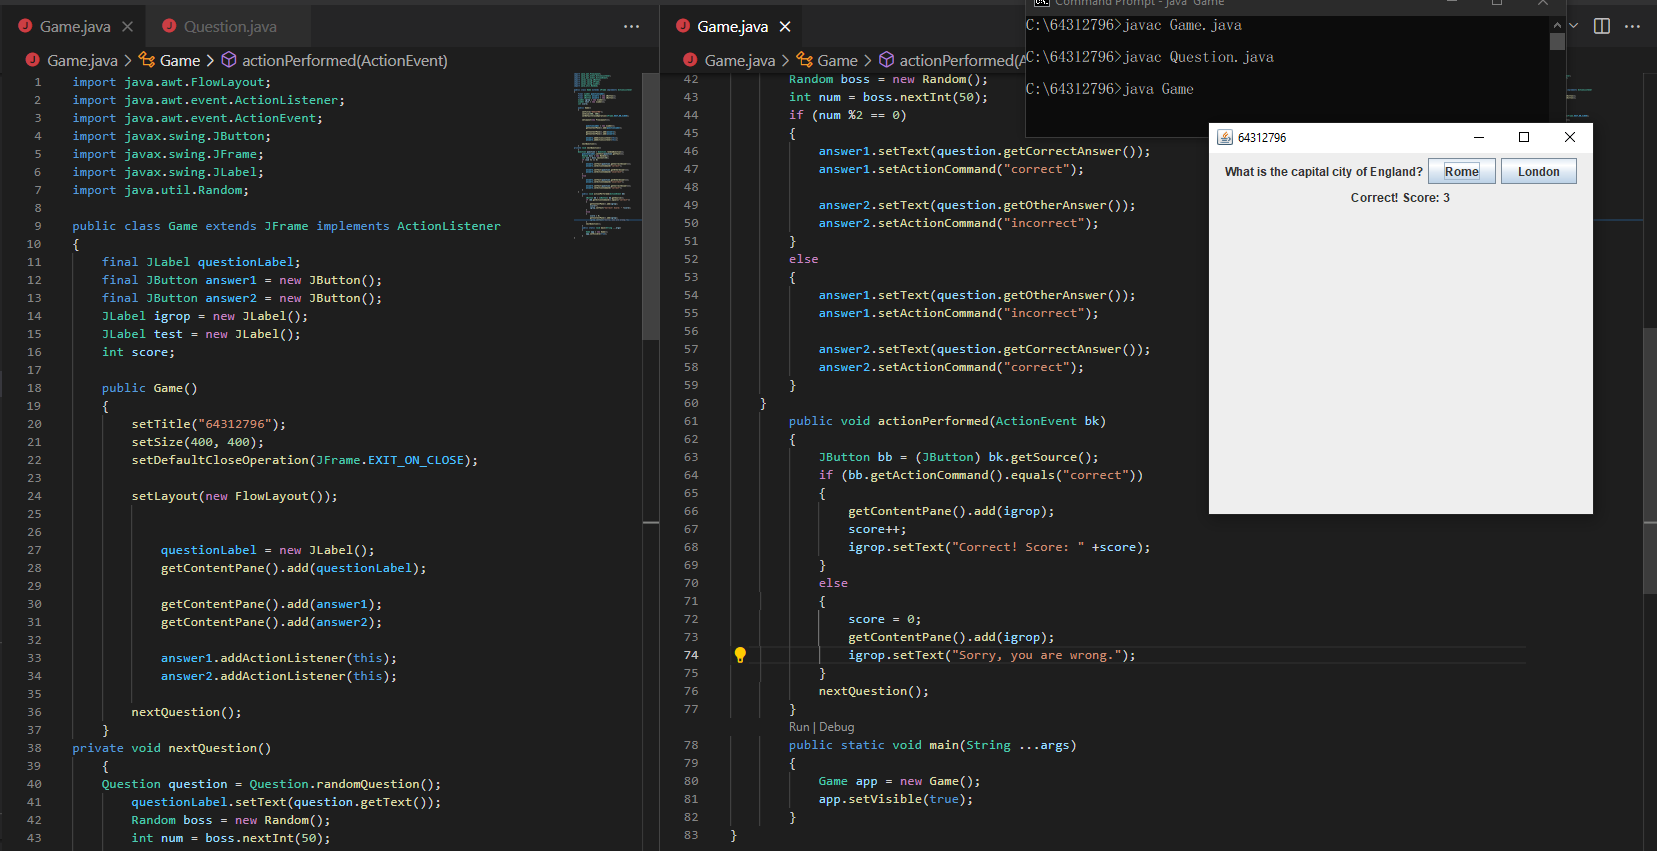 Game.java
Question.java
Game.java > Game > actionPerformed(ActionEvent)
1 import java.awt.FlowLayout;
2 import java.awt.event.ActionListener;
3 import java.awt.event.ActionEvent;
4 import javax.swing.JButton;
5 import javax.swing.JFrame;
6 import javax.swing.JLabel;
7 import java.util.Random;
8
9 public class Game extends JFrame implements ActionListener
10 {
11 final JLabel questionLabel;
12 final JButton answer1 = new JButton();
13 final JButton answer2 = new JButton();
14 JLabel igrop = new JLabel();
15 JLabel test = new JLabel();
16 int score;
17
18 public Game()
19 {
20 setTitle("64312796");
21 setSize(400, 400);
22 setDefaultCloseOperation(JFrame.EXIT_ON_CLOSE);
23
24 setLayout(new FlowLayout());
25
26
27 questionLabel = new JLabel();
28 getContentPane().add(questionLabel);
29
30 getContentPane().add(answer1);
31 getContentPane().add(answer2);
32
33 answer1.addActionListener(this);
34 answer2.addActionListener(this);
35
36 nextQuestion();
37 }
38 private void nextQuestion()
39 {
40 Question question = Question.randomQuestion();
41 questionLabel.setText(question.getText());
42 Random boss = new Random();
43 int num = boss.nextInt(50);
Game.java
Game.java > Game > actionPerformed(A
42 Random boss = new Random();
43 int num = boss.nextInt(50);
44 if (num %2 == 0)
45 {
46 answer1.setText(question.getCorrectAnswer());
47 answer1.setActionCommand("correct");
48
49 answer2.setText(question.getOtherAnswer());
50 answer2.setActionCommand("incorrect");
51 }
52 else
53 {
54 answer1.setText(question.getOtherAnswer());
55 answer1.setActionCommand("incorrect");
56
57 answer2.setText(question.getCorrectAnswer());
58 answer2.setActionCommand("correct");
59 }
60 }
61 public void actionPerformed(ActionEvent bk)
62 {
63 JButton bb = (JButton) bk.getSource();
64 if (bb.getActionCommand().equals("correct"))
65 {
66 getContentPane().add(igrop);
67 score++;
68 igrop.setText("Correct! Score: " +score);
69 }
70 else
71 {
72 score = 0;
73 getContentPane().add(igrop);
74 igrop.setText("Sorry, you are wrong.");
75 }
76 nextQuestion();
77 }
Run | Debug
78 public static void main(String ...args)
79 {
80 Game app = new Game();
81 app.setVisible(true);
82 }
83 }
Command Prompt - java Game
C:\64312796>javac Game.java
C:\64312796>javac Question.java
C:\64312796>java Game
64312796
What is the capital city of England? Rome London
Correct! Score: 3